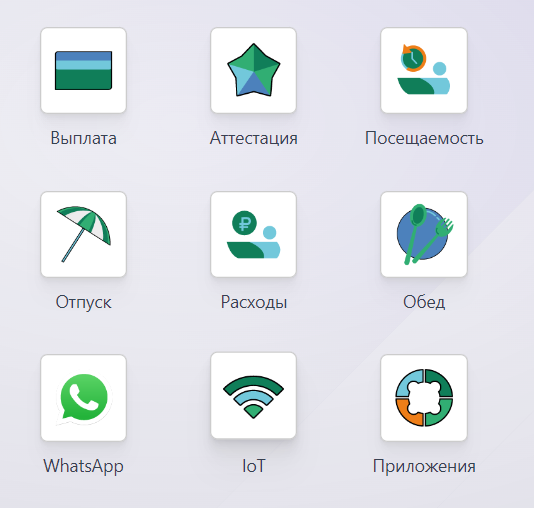 Выплата
Аттестация
Посещаемость
Отпуск
Расходы
Обед
WhatsApp
IoT
Приложения